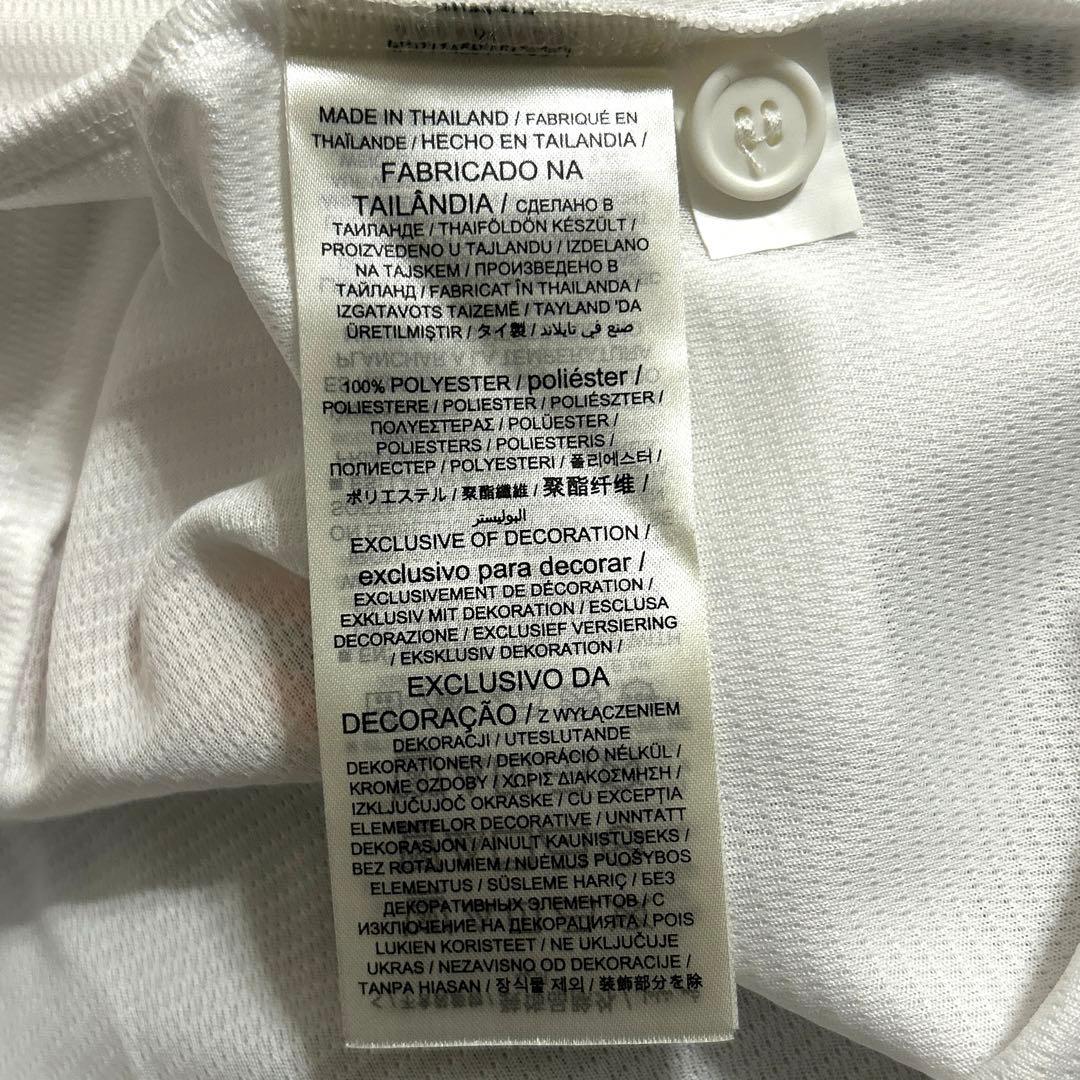 MADE IN THAILAND / FABRIQUÉ EN
THAÏLANDE / HECHO EN TAILANDIA /
FABRICADO NA
TAILÂNDIA / СДЕЛАНО В
ТАИЛАНДЕ / THAIFÖLDÖN KÉSZÜLT /
PROIZVEDENO U TAJLANDU / IZDELANO
NA TAJSKEM / ПРОИЗВЕДЕНО В
ТАЙЛАНД / FABRICAT ÎN THAILANDA /
IZGATAVOTS TAIZEMĒ / TAYLAND 'DA
ÜRETILMIŞTIR / タイ製 / صنع في تايلاند
100% POLYESTER / poliéster /
POLIESTERE / POLIESTER / POLIÉSZTER /
ΠΟΛΥΕΣΤΕΡΑΣ / POLÜESTER /
POLIESTERS / POLIESTERIS /
ПОЛИЕСТЕР / POLYESTERI / 폴리에스터 /
ポリエステル / 聚酯纖維 / 聚酯纤维 /
البوليستر
EXCLUSIVE OF DECORATION /
exclusivo para decorar /
EXCLUSIVEMENT DE DÉCORATION /
EXKLUSIV MIT DEKORATION / ESCLUSA
DECORAZIONE / EXCLUSIEF VERSIERING
/ EKSKLUSIV DEKORATION /
EXCLUSIVO DA
DECORAÇÃO / Z WYŁĄCZENIEM
DEKORACJI / UTESLUTANDE
DEKORATIONER / DEKORÁCIÓ NÉLKÜL /
KROME OZDOBY / ΧΩΡΙΣ ΔΙΑΚΟΣΜΗΣΗ /
IZKLJUČUJOČ OKRASKE / CU EXCEPTIA
ELEMENTELOR DECORATIVE / UNNTATT
DEKORASJON / AINULT KAUNISTUSEKS /
BEZ ROTĀJUMIEM / NUEMUS PUOŠYBOS
ELEMENTUS / SÜSLEME HARIÇ / БЕЗ
ДЕКОРАТИВНЫХ ЭЛЕМЕНТОВ / С
ИЗКЛЮЧЕНИЕ НА ДЕКОРАЦИЯТА / POIS
LUKIEN KORISTEET / NE UKLJUČUJE
UKRAS / NEZAVISNO OD DEKORACIJE /
TANPA HIASAN / 장식물 제외 / 装飾部分を除